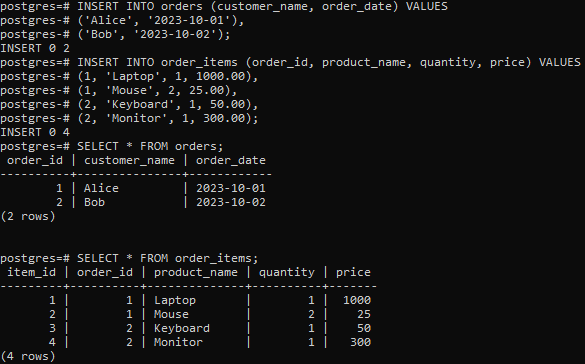 postgres=# INSERT INTO orders (customer_name, order_date) VALUES
postgres-# ('Alice', '2023-10-01'),
postgres-# ('Bob', '2023-10-02');
INSERT 0 2
postgres=# INSERT INTO order_items (order_id, product_name, quantity, price) VALUES
postgres-# (1, 'Laptop', 1, 1000.00),
postgres-# (1, 'Mouse', 2, 25.00),
postgres-# (2, 'Keyboard', 1, 50.00),
postgres-# (2, 'Monitor', 1, 300.00);
INSERT 0 4
postgres=# SELECT * FROM orders;
 order_id | customer_name | order_date
----------+---------------+------------
        1 | Alice         | 2023-10-01
        2 | Bob           | 2023-10-02
(2 rows)
postgres=# SELECT * FROM order_items;
 item_id | order_id | product_name | quantity | price
---------+----------+--------------+----------+-------
       1 |        1 | Laptop       |        1 |  1000
       2 |        1 | Mouse        |        2 |    25
       3 |        2 | Keyboard     |        1 |    50
       4 |        2 | Monitor      |        1 |   300
(4 rows)